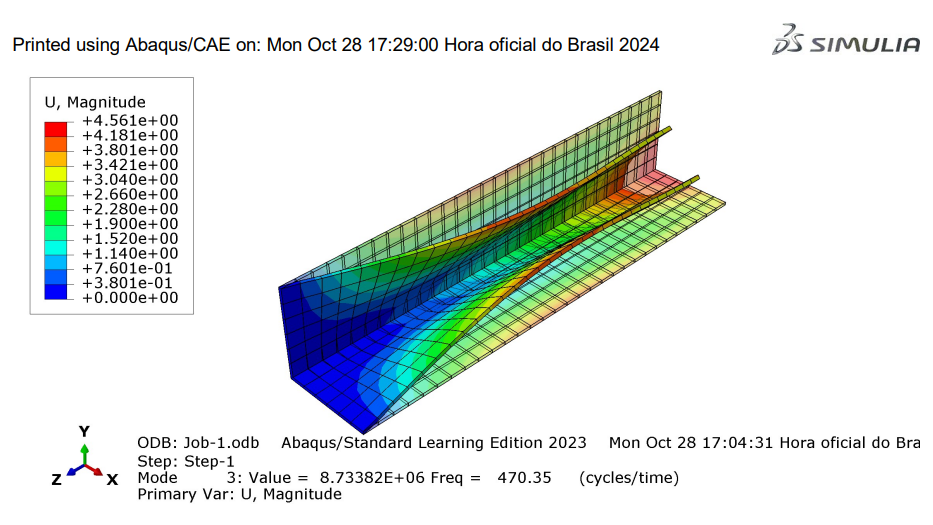 Printed using Abaqus/CAE on: Mon Oct 28 17:29:00 Hora oficial do Brasil 2024
SIMULIA
U, Magnitude
+4.561e+00
+4.181e+00
+3.801e+00
+3.421e+00
+3.040e+00
+2.660e+00
+2.280e+00
+1.900e+00
+1.520e+00
+1.140e+00
+7.601e-01
+3.801e-01
+0.000e+00
Y
Z X
ODB: Job-1.odb Abaqus/Standard Learning Edition 2023 Mon Oct 28 17:04:31 Hora oficial do Bra
Step: Step-1
Mode 3: Value = 8.73382E+06 Freq = 470.35 (cycles/time)
Primary Var: U, Magnitude